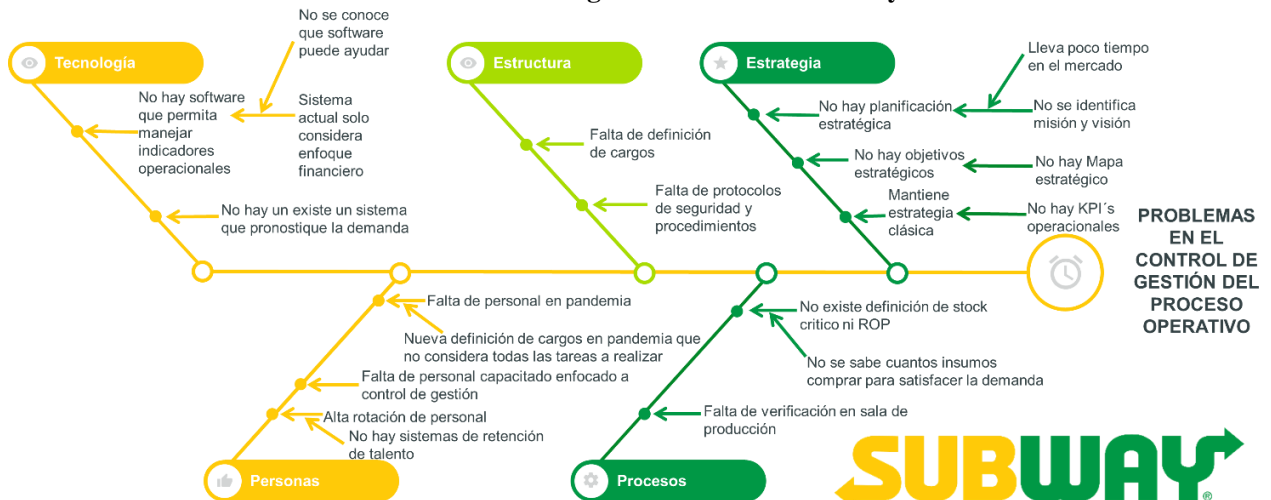 No se conoce
que software
puede ayudar
Tecnología
No hay software
que permita
manejar
indicadores
operacionales
Sistema
actual solo
considera
enfoque
financiero
No hay un existe un sistema
que pronostique la demanda
Estructura
Falta de definición
de cargos
Falta de protocolos
de seguridad y
procedimientos
Estrategia
Lleva poco tiempo
en el mercado
No hay planificación
estratégica
No se identifica
misión y visión
No hay objetivos
estratégicos
No hay Mapa
estratégico
Mantiene
estrategia
clásica
No hay KPI´s
operacionales
PROBLEMAS
EN EL
CONTROL DE
GESTIÓN DEL
PROCESO
OPERATIVO
Falta de personal en pandemia
Nueva definición de cargos en pandemia que
no considera todas las tareas a realizar
Falta de personal capacitado enfocado a
control de gestión
Alta rotación de personal
No hay sistemas de retención
de talento
Personas
No existe definición de stock
critico ni ROP
No se sabe cuantos insumos
comprar para satisfacer la demanda
Falta de verificación en sala de
producción
Procesos
SUBWAY
®